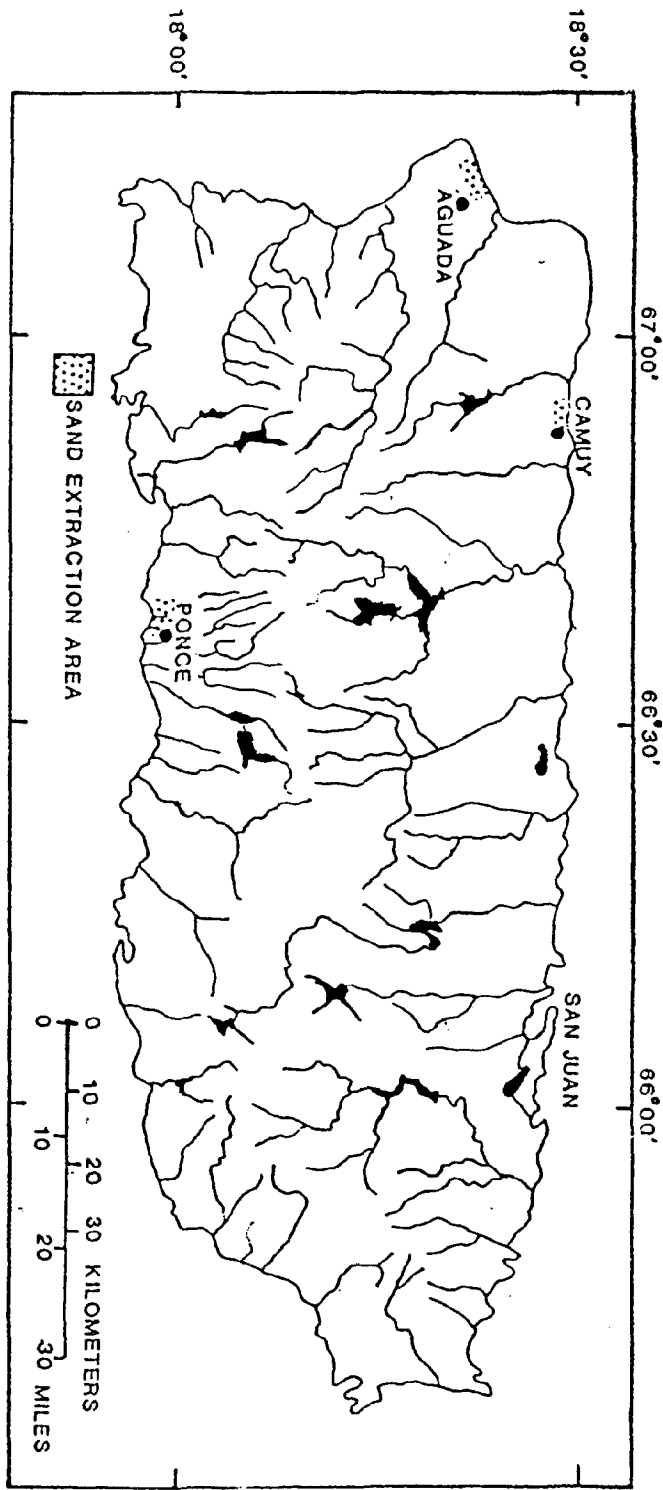 67°00'
66°30'
66°00'
18°30'
18°00'
CAMUY
SAN JUAN
AGUADA
PONCE
SAND EXTRACTION AREA
0 10 20 30 KILOMETERS
0 10 20 30 MILES